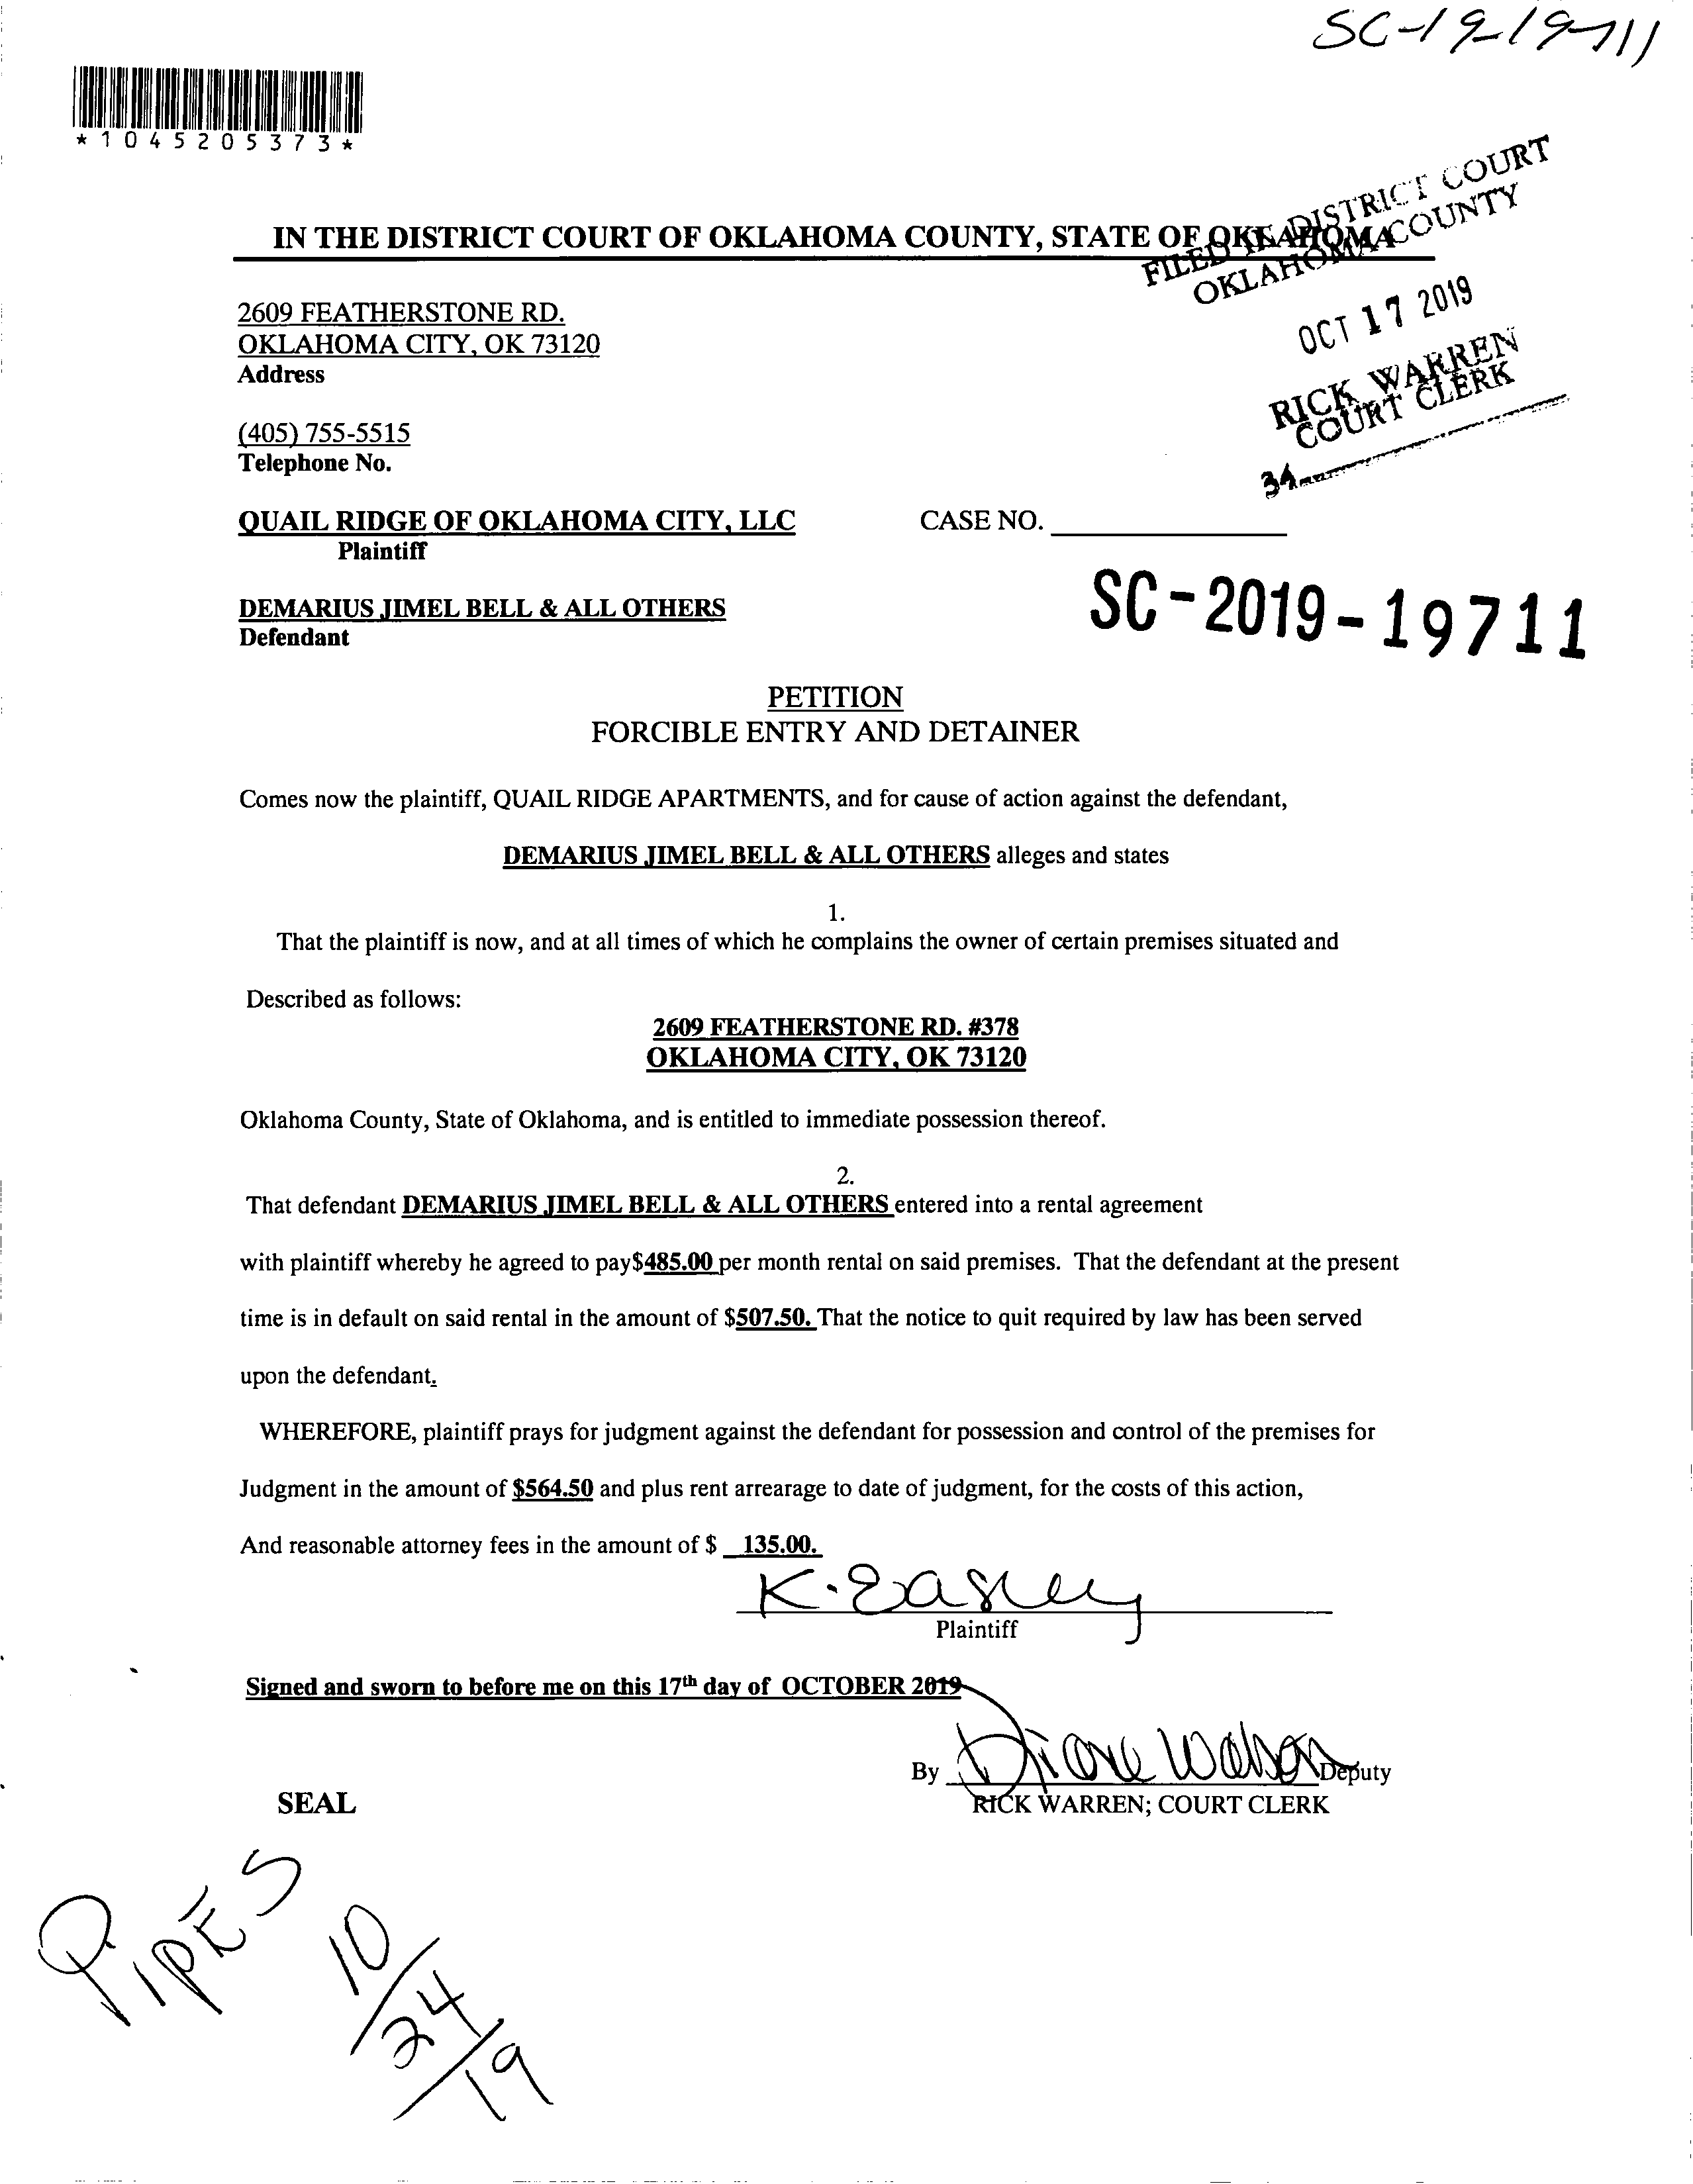 SC-19-19711
*1045205373*
IN THE DISTRICT COURT OF OKLAHOMA COUNTY, STATE OF OKLAHOMA
FILED IN DISTRICT COURT
OKLAHOMA COUNTY
2609 FEATHERSTONE RD.
OKLAHOMA CITY, OK 73120
Address
OCT 17 2019
RICK WARREN
COURT CLERK
34
(405) 755-5515
Telephone No.
QUAIL RIDGE OF OKLAHOMA CITY, LLC CASE NO.
Plaintiff
SC-2019-19711
DEMARIUS JIMEL BELL & ALL OTHERS
Defendant
PETITION
FORCIBLE ENTRY AND DETAINER
Comes now the plaintiff, QUAIL RIDGE APARTMENTS, and for cause of action against the defendant,
DEMARIUS JIMEL BELL & ALL OTHERS alleges and states
1.
That the plaintiff is now, and at all times of which he complains the owner of certain premises situated and
Described as follows:
2609 FEATHERSTONE RD. #378
OKLAHOMA CITY, OK 73120
Oklahoma County, State of Oklahoma, and is entitled to immediate possession thereof.
2.
That defendant DEMARIUS JIMEL BELL & ALL OTHERS entered into a rental agreement
with plaintiff whereby he agreed to pay$485.00 per month rental on said premises. That the defendant at the present
time is in default on said rental in the amount of $507.50. That the notice to quit required by law has been served
upon the defendant.
WHEREFORE, plaintiff prays for judgment against the defendant for possession and control of the premises for
Judgment in the amount of $564.50 and plus rent arrearage to date of judgment, for the costs of this action,
And reasonable attorney fees in the amount of $ 135.00.
K. Easley
Plaintiff
Signed and sworn to before me on this 17th day of OCTOBER 2019
By Diane Watson Deputy
SEAL
RICK WARREN; COURT CLERK
PIPES
10/24/19